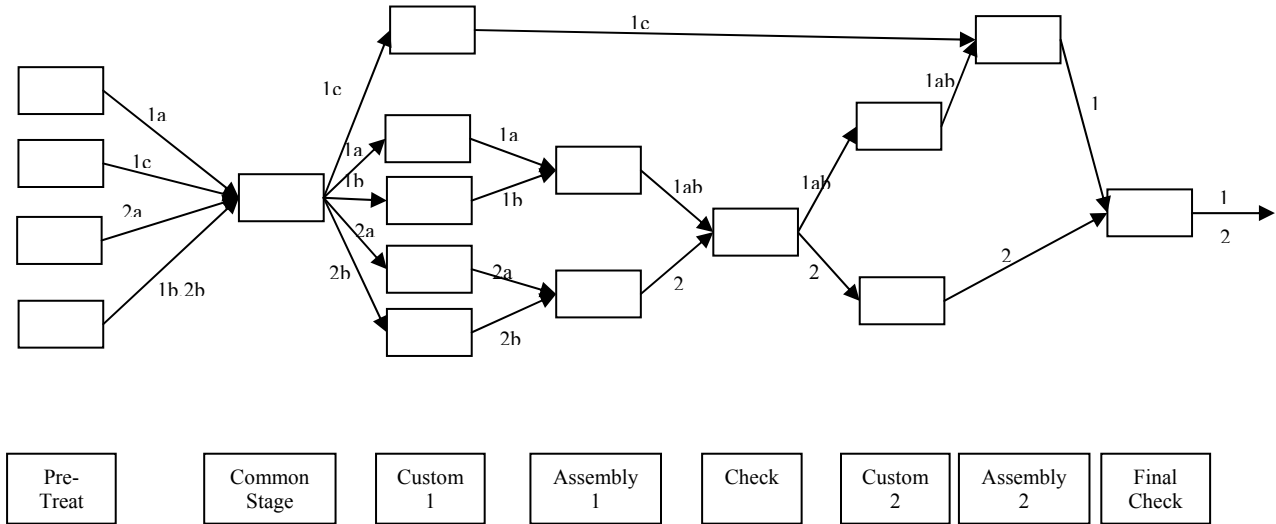 1c
1c
1ab
1
1a
1a
1a
1c
1b
1b
1ab
1ab
2a
2a
2a
2b
2
2
2
1b,2b
2b
1
2
Pre-
Treat
Common
Stage
Custom
1
Assembly
1
Check
Custom
2
Assembly
2
Final
Check